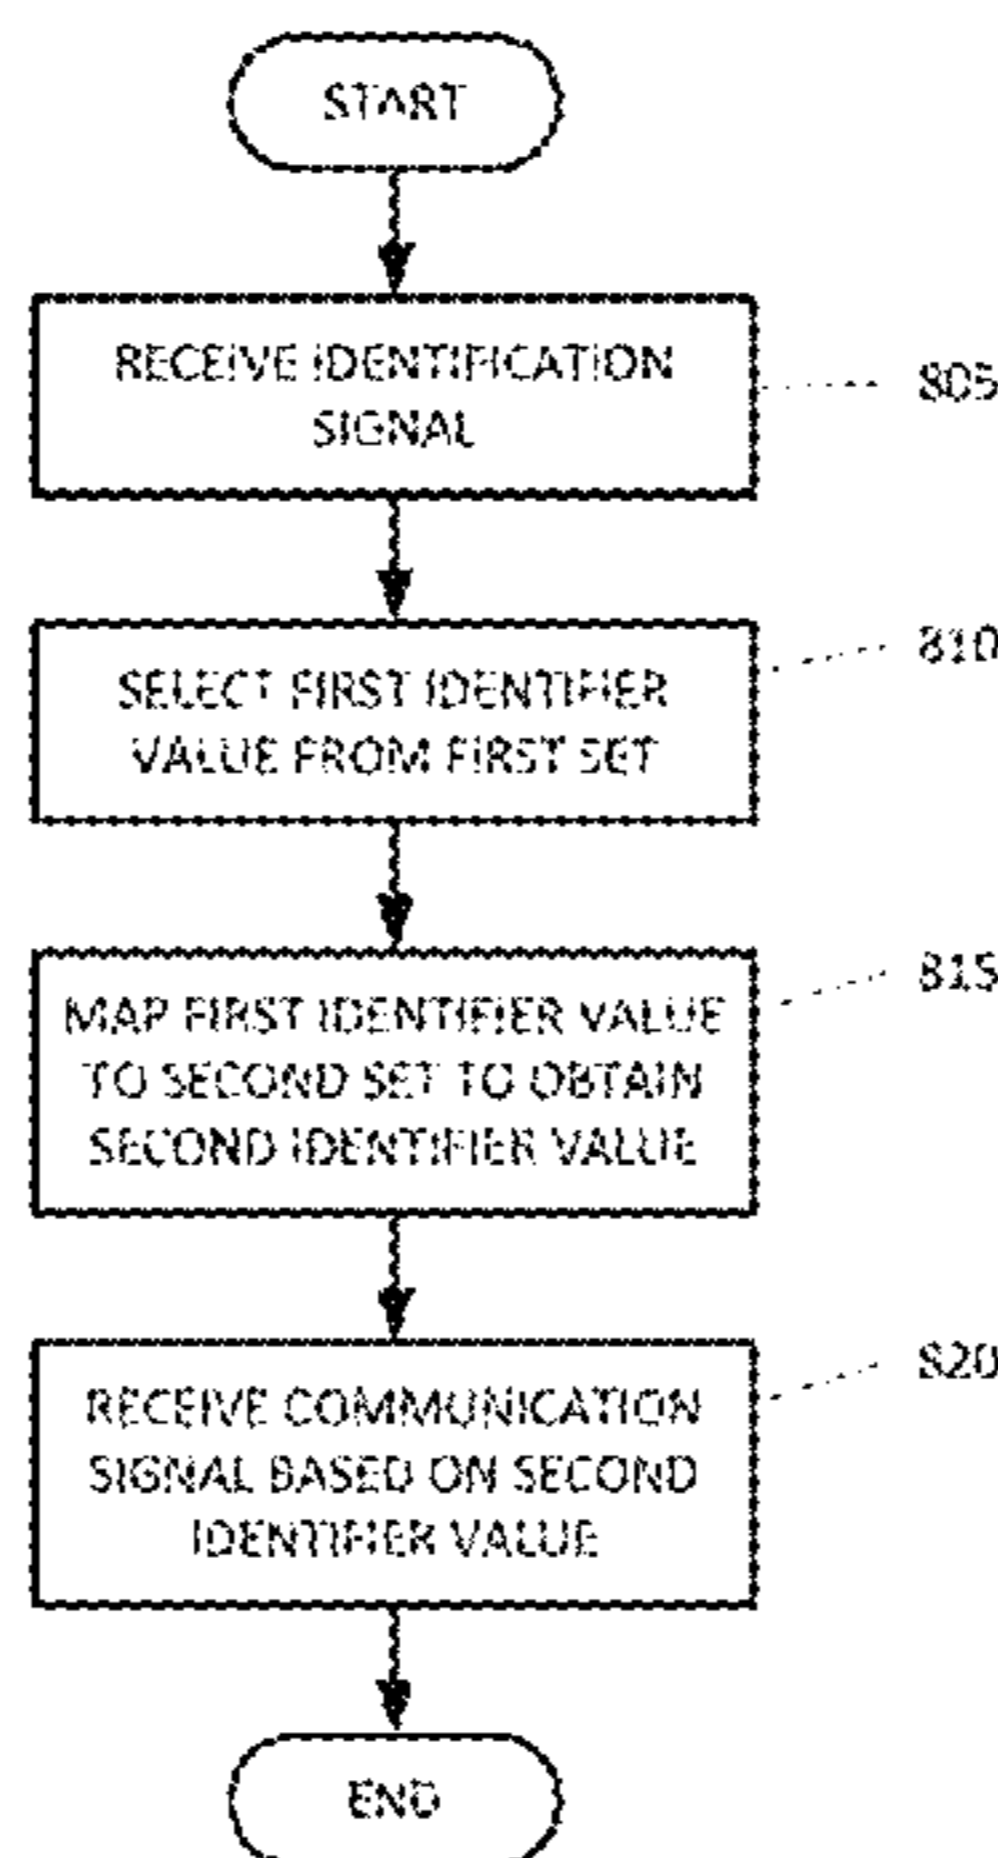 START
RECEIVE IDENTIFICATION
SIGNAL
805
SELECT FIRST IDENTIFIER
VALUE FROM FIRST SET
810
MAP FIRST IDENTIFIER VALUE
TO SECOND SET TO OBTAIN
SECOND IDENTIFIER VALUE
815
RECEIVE COMMUNICATION
SIGNAL BASED ON SECOND
IDENTIFIER VALUE
820
END